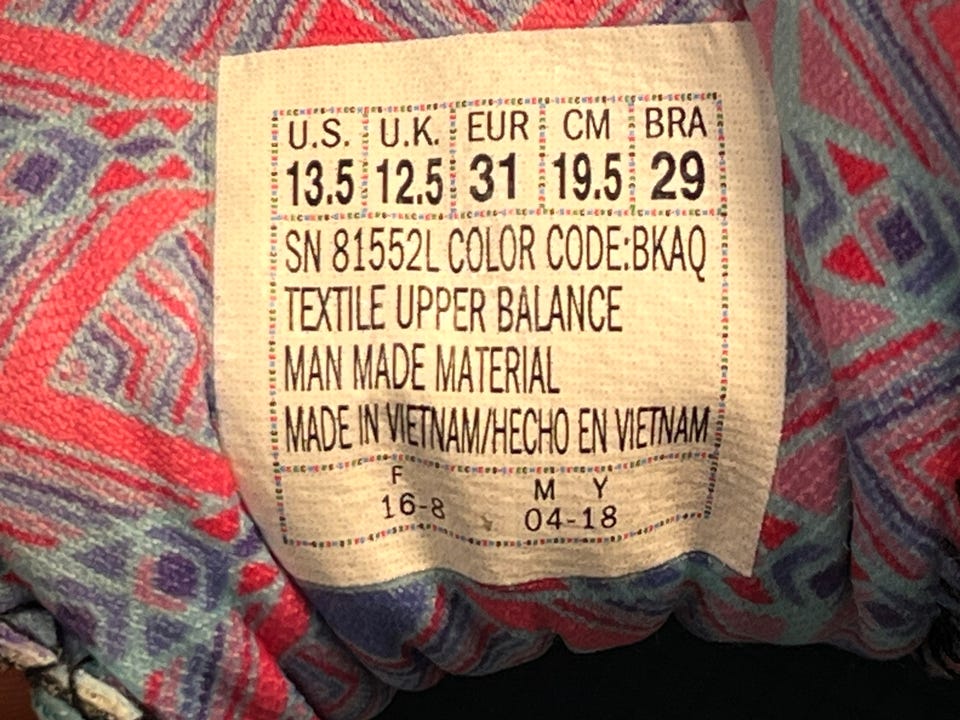 U.S. U.K. EUR CM BRA
13.5 12.5 31 19.5 29
SN 81552L COLOR CODE:BKAQ
TEXTILE UPPER BALANCE
MAN MADE MATERIAL
MADE IN VIETNAM/HECHO EN VIETNAM
F M Y
16-8 04-18